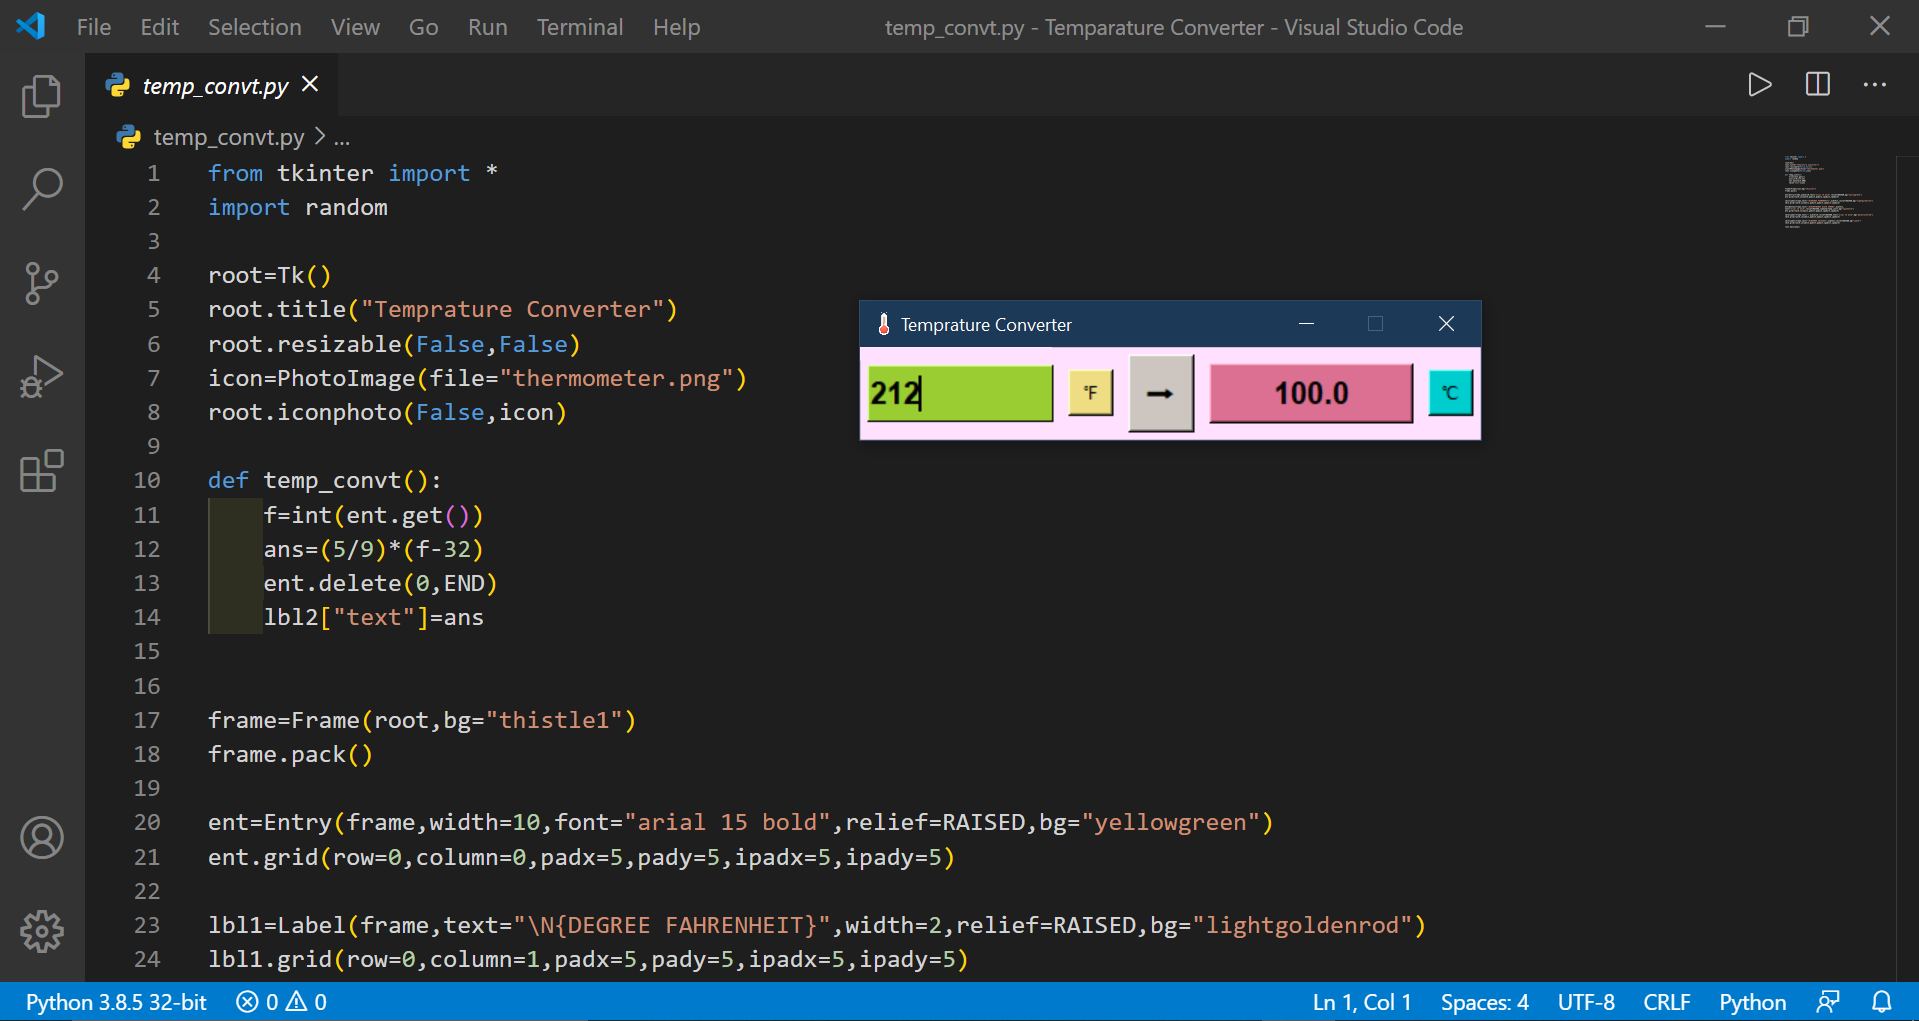 File Edit Selection View Go Run Terminal Help temp_convt.py - Temparature Converter - Visual Studio Code
temp_convt.py
temp_convt.py > ...
1 from tkinter import *
2 import random
3
4 root=Tk()
5 root.title("Temprature Converter")
6 root.resizable(False,False)
7 icon=PhotoImage(file="thermometer.png")
8 root.iconphoto(False,icon)
9
10 def temp_convt():
11     f=int(ent.get())
12     ans=(5/9)*(f-32)
13     ent.delete(0,END)
14     lbl2["text"]=ans
15
16
17 frame=Frame(root,bg="thistle1")
18 frame.pack()
19
20 ent=Entry(frame,width=10,font="arial 15 bold",relief=RAISED,bg="yellowgreen")
21 ent.grid(row=0,column=0,padx=5,pady=5,ipadx=5,ipady=5)
22
23 lbl1=Label(frame,text="\N{DEGREE FAHRENHEIT}",width=2,relief=RAISED,bg="lightgoldenrod")
24 lbl1.grid(row=0,column=1,padx=5,pady=5,ipadx=5,ipady=5)
Temprature Converter
212 ℉ → 100.0 ℃
Python 3.8.5 32-bit 0 0 Ln 1, Col 1 Spaces: 4 UTF-8 CRLF Python